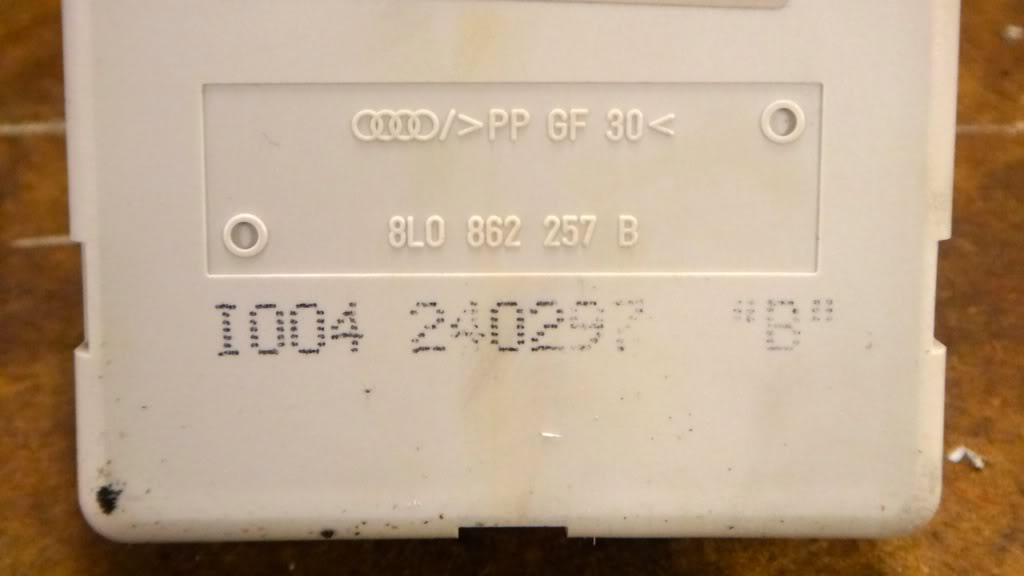 />PP GF 30<
8L0 862 257 B
I004 240297 "B"